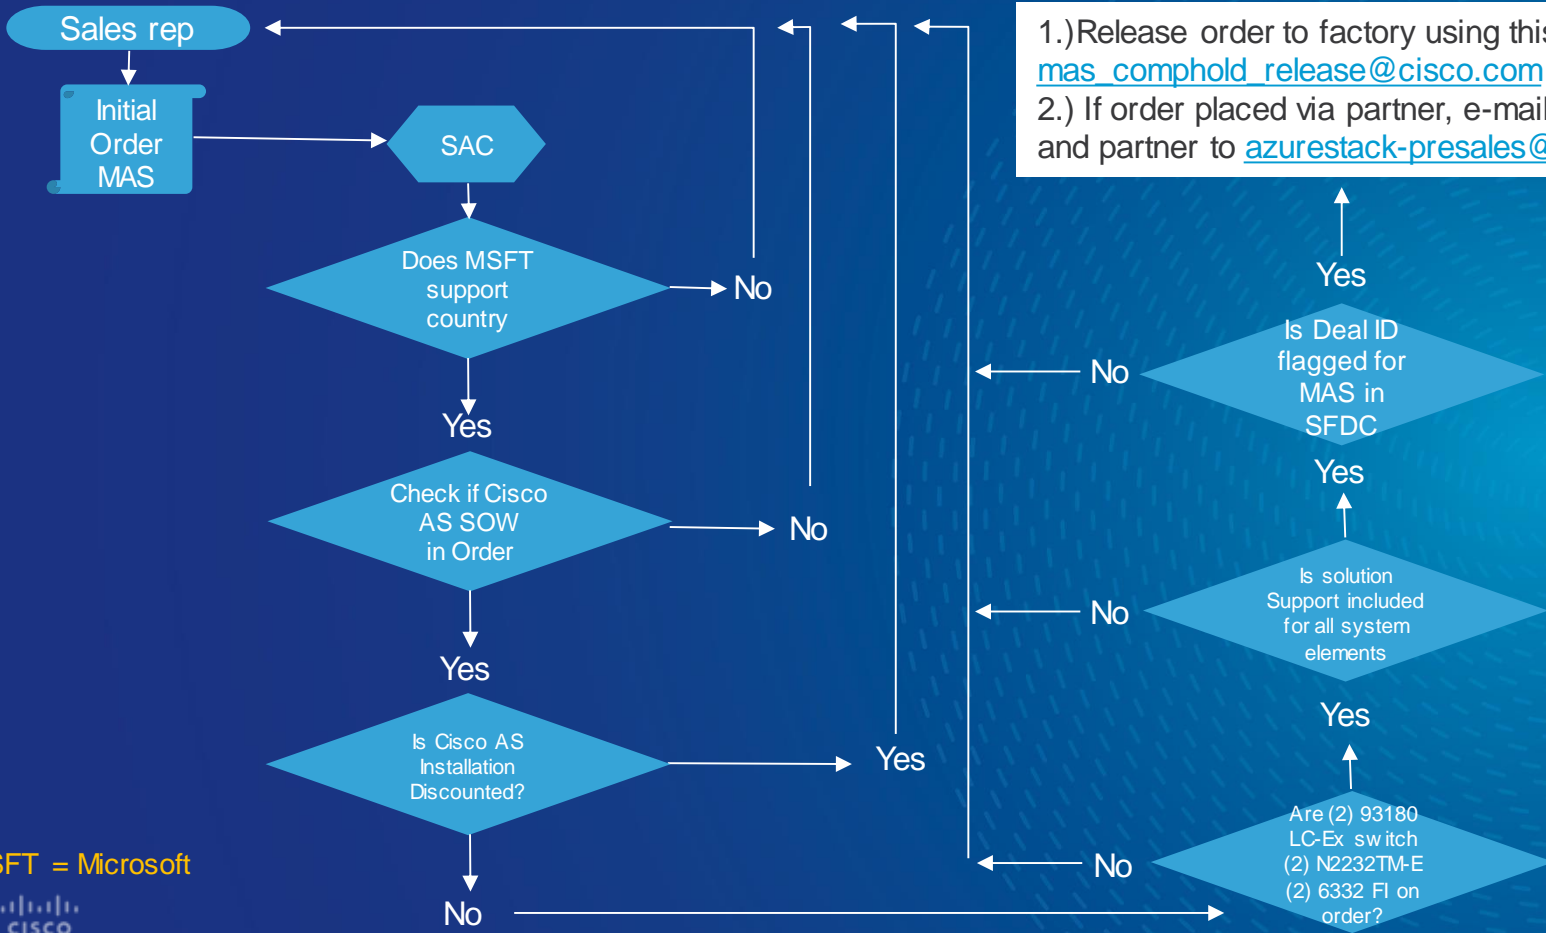 Sales rep
Initial
Order
MAS
SAC
Does MSFT
support
country
No
Yes
Check if Cisco
AS SOW
in Order
No
Yes
Is Cisco AS
Installation
Discounted?
Yes
No
1.)Release order to factory using this
mas_comphold_release@cisco.com
2.) If order placed via partner, e-mail
and partner to azurestack-presales@
Yes
Is Deal ID
flagged for
MAS in
SFDC
No
Yes
Is solution
Support included
for all system
elements
No
Yes
Are (2) 93180
LC-Ex switch
(2) N2232TM-E
(2) 6332 FI on
order?
No
SFT = Microsoft
CISCO